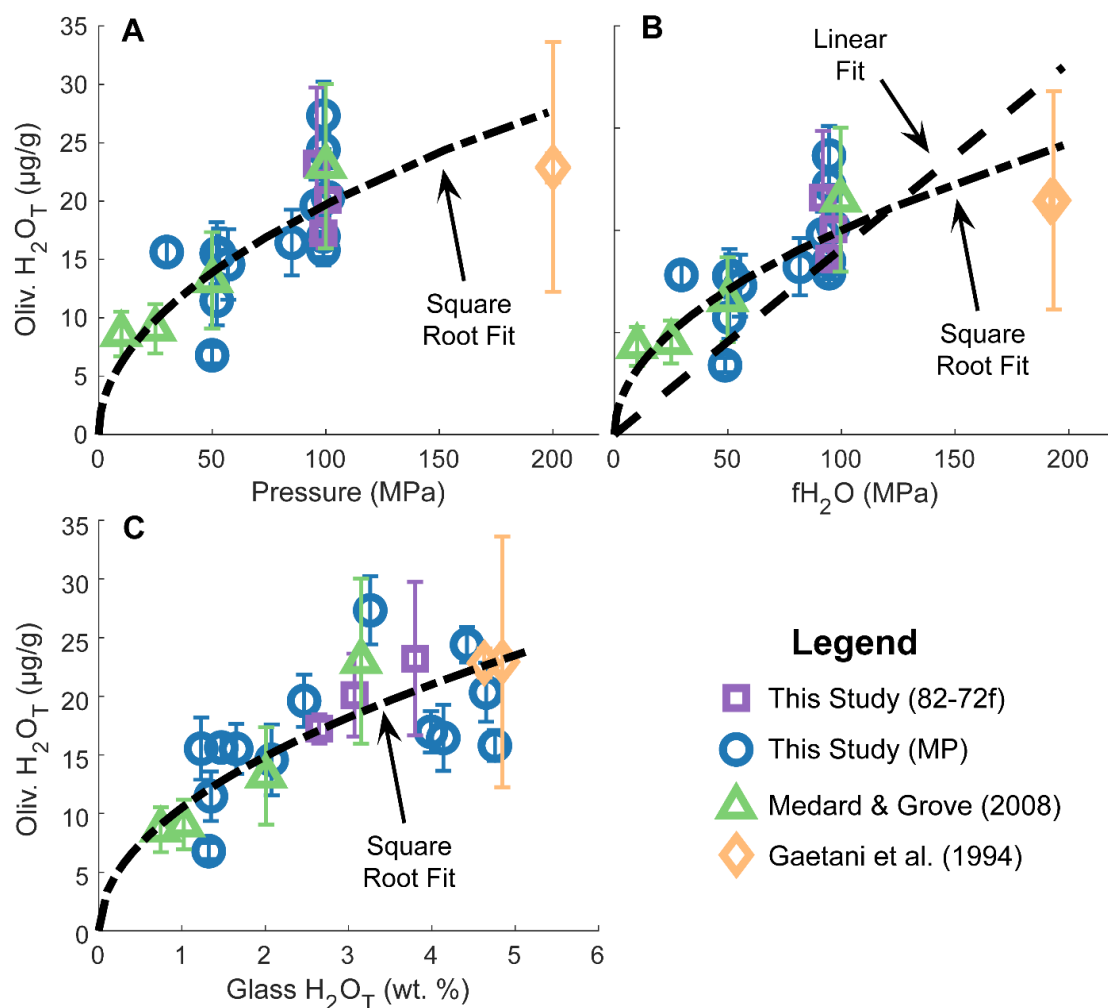 A
35
30
25
20
15
10
5
0
Oliv. H₂O_T (µg/g)
Square
Root Fit
0 50 100 150 200
Pressure (MPa)
B
Linear
Fit
Square
Root Fit
0 50 100 150 200
fH₂O (MPa)
C
35
30
25
20
15
10
5
0
Oliv. H₂O_T (µg/g)
Square
Root Fit
0 1 2 3 4 5 6
Glass H₂O_T (wt. %)
Legend
This Study (82-72f)
This Study (MP)
Medard & Grove (2008)
Gaetani et al. (1994)